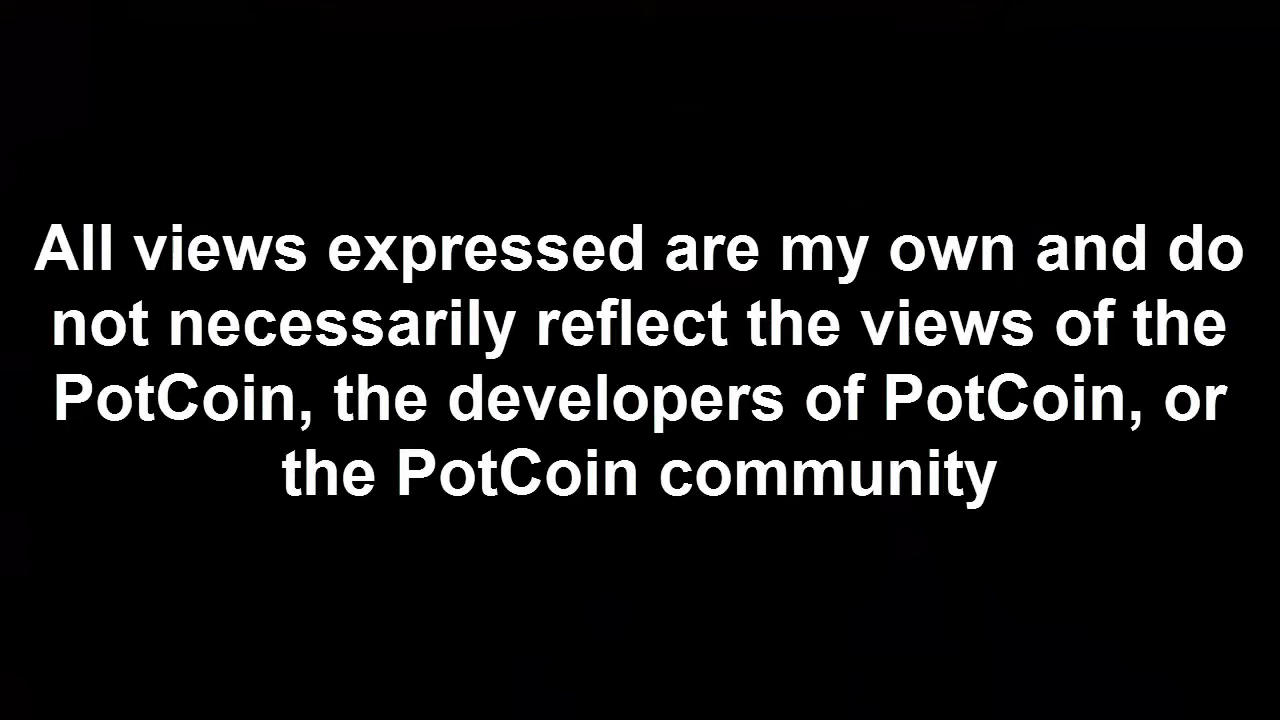 All views expressed are my own and do
not necessarily reflect the views of the
PotCoin, the developers of PotCoin, or
the PotCoin community